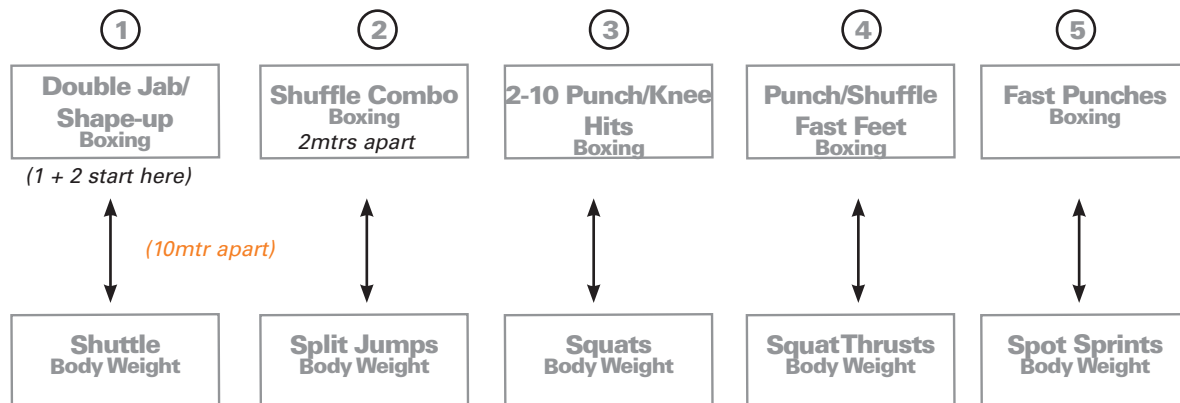 1 2 3 4 5
Double Jab/
Shape-up
Boxing
(1 + 2 start here)
Shuffle Combo
Boxing
2mtrs apart
2-10 Punch/Knee
Hits
Boxing
Punch/Shuffle
Fast Feet
Boxing
Fast Punches
Boxing
(10mtr apart)
Shuttle
Body Weight
Split Jumps
Body Weight
Squats
Body Weight
Squat Thrusts
Body Weight
Spot Sprints
Body Weight